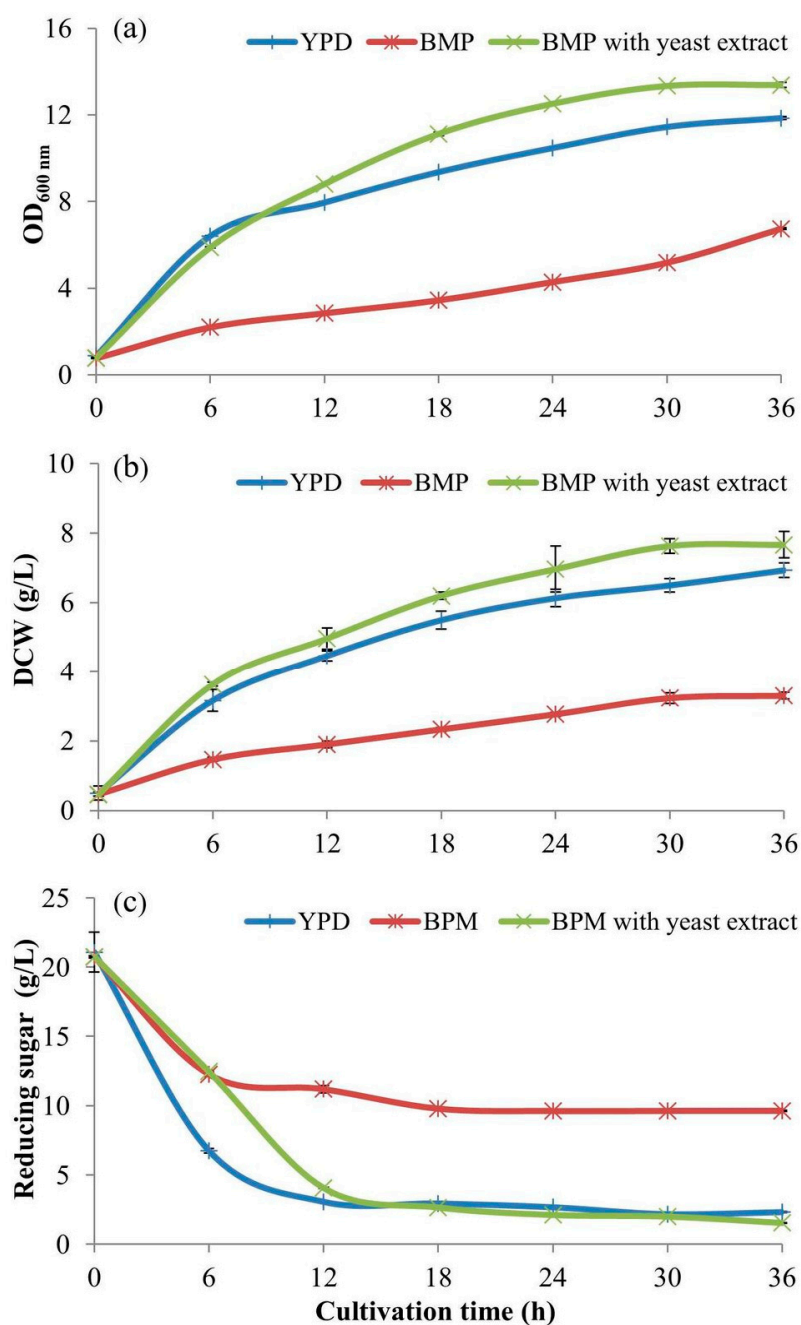 (a)
YPD BMP BMP with yeast extract
16
12
8
4
0
OD600 nm
0 6 12 18 24 30 36
(b)
YPD BMP BMP with yeast extract
10
8
6
4
2
0
DCW (g/L)
0 6 12 18 24 30 36
(c)
YPD BPM BPM with yeast extract
25
20
15
10
5
0
Reducing sugar (g/L)
0 6 12 18 24 30 36
Cultivation time (h)